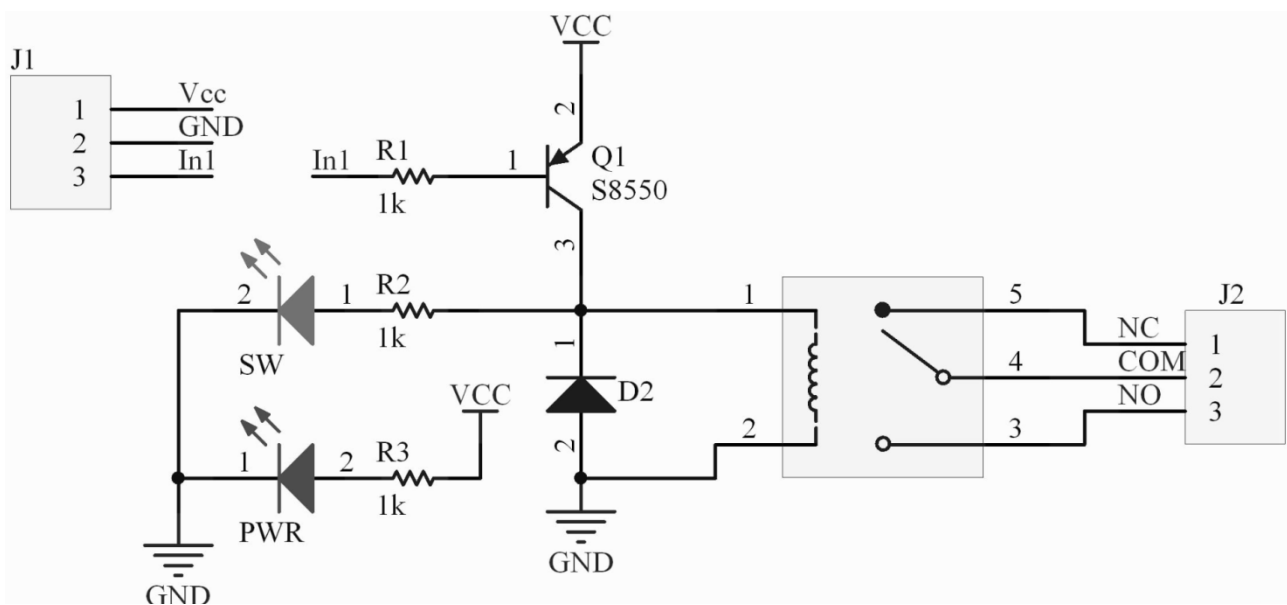 VCC
J1
1 Vcc
2 GND
3 In1
2
In1 R1 1 Q1
1k S8550
3
2 1 R2 1 5 J2
1k NC 1
SW 1 4 COM 2
VCC D2 NO 3
1 2 R3 2 2 3
1k
PWR
GND
GND